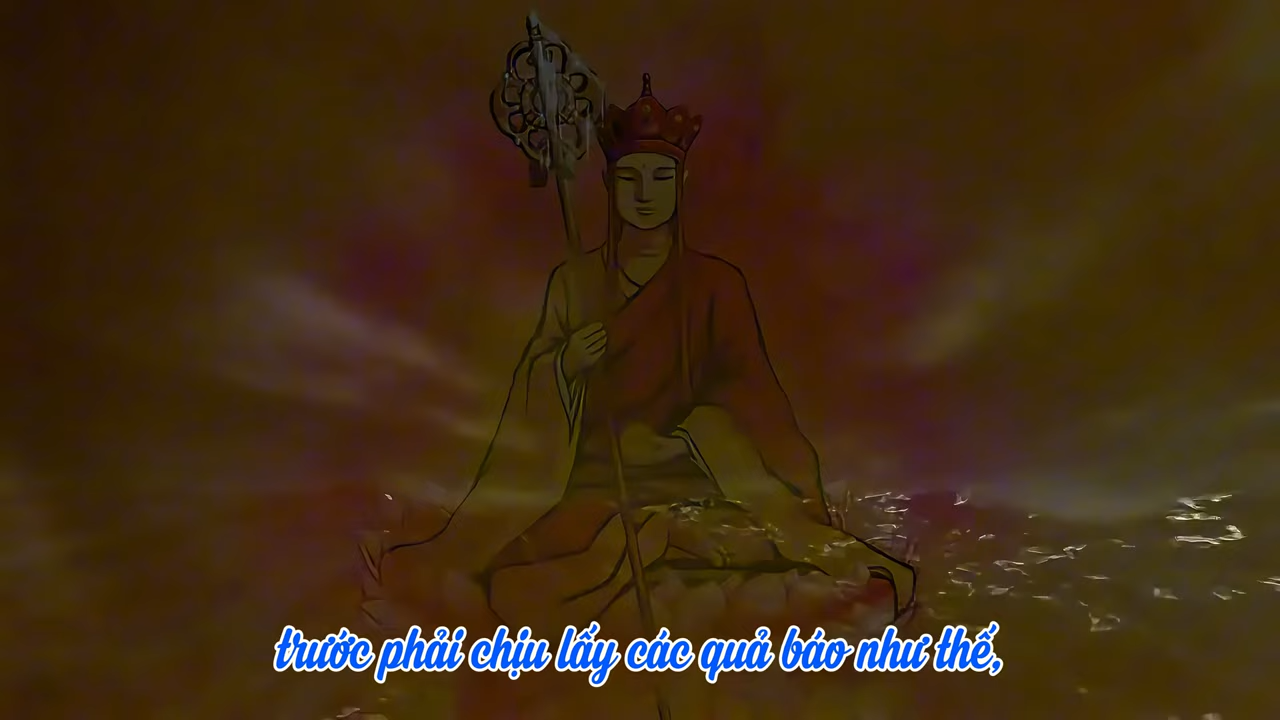 trước phải chịu lấy các quả báo như thế,